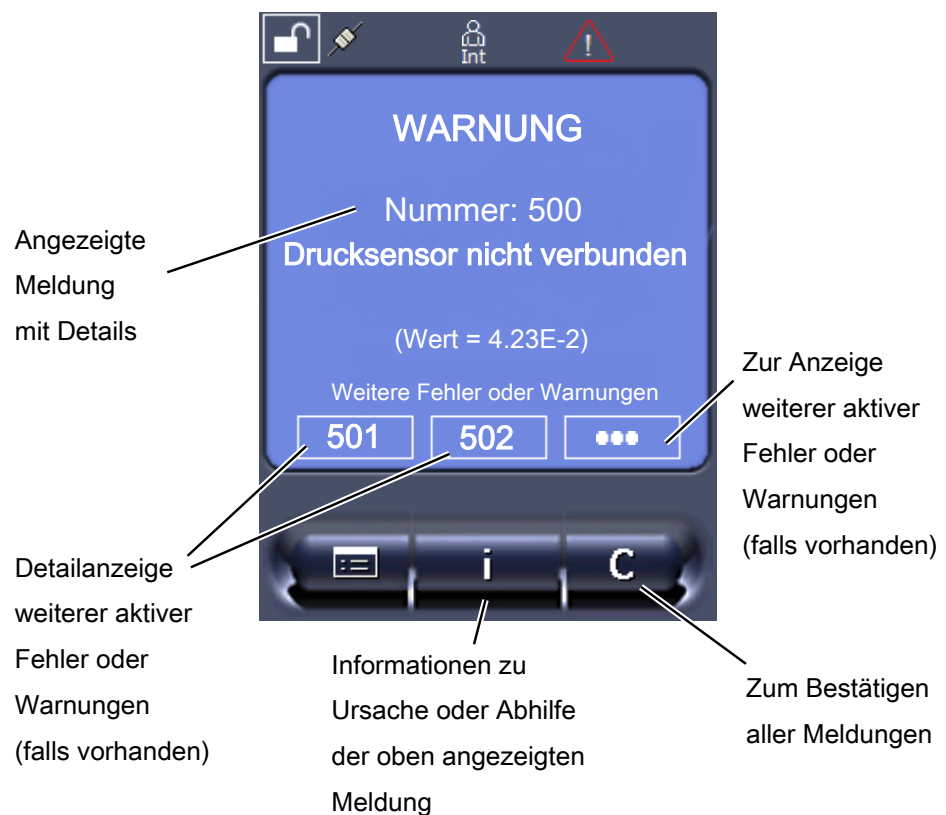 Int
!
WARNUNG
Nummer: 500
Drucksensor nicht verbunden
(Wert = 4.23E-2)
Weitere Fehler oder Warnungen
501
502
i
C
Angezeigte
Meldung
mit Details
Zur Anzeige
weiterer aktiver
Fehler oder
Warnungen
(falls vorhanden)
Detailanzeige
weiterer aktiver
Fehler oder
Warnungen
(falls vorhanden)
Informationen zu
Ursache oder Abhilfe
der oben angezeigten
Meldung
Zum Bestätigen
aller Meldungen